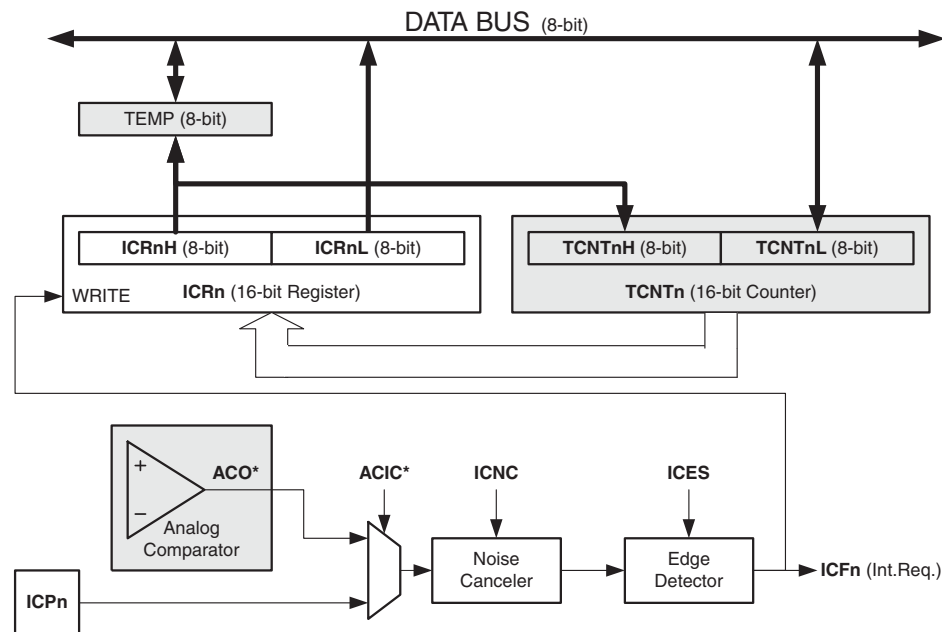 DATA BUS (8-bit)
TEMP (8-bit)
ICRnH (8-bit)
ICRnL (8-bit)
TCNTnH (8-bit)
TCNTnL (8-bit)
WRITE
ICRn (16-bit Register)
TCNTn (16-bit Counter)
+
−
ACO*
Analog
Comparator
ACIC*
ICNC
ICES
Noise
Canceler
Edge
Detector
ICFn (Int.Req.)
ICPn